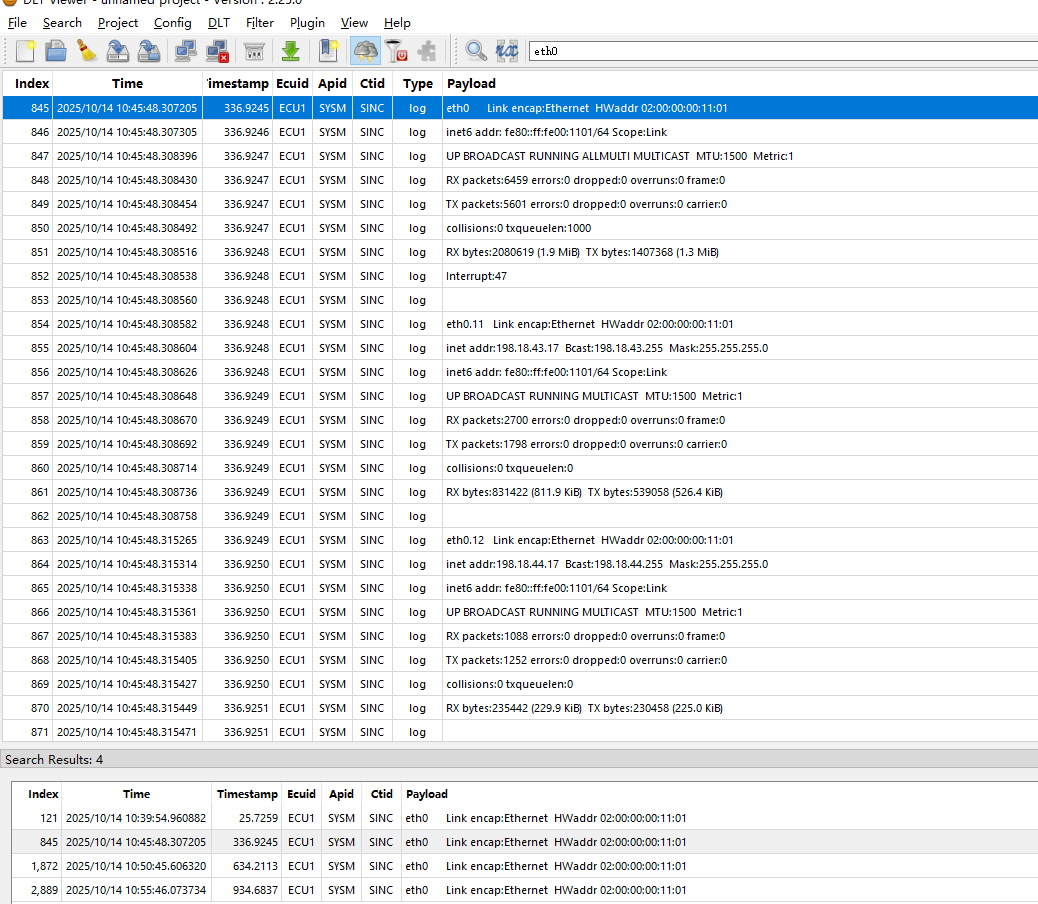 DLT Viewer - unnamed project - Version : 2.25.0
File Search Project Config DLT Filter Plugin View Help
eth0
Index Time Timestamp Ecuid Apid Ctid Type Payload
845 2025/10/14 10:45:48.307205 336.9245 ECU1 SYSM SINC log eth0 Link encap:Ethernet HWaddr 02:00:00:00:11:01
846 2025/10/14 10:45:48.307305 336.9246 ECU1 SYSM SINC log inet6 addr: fe80::ff:fe00:1101/64 Scope:Link
847 2025/10/14 10:45:48.308396 336.9247 ECU1 SYSM SINC log UP BROADCAST RUNNING ALLMULTI MULTICAST MTU:1500 Metric:1
848 2025/10/14 10:45:48.308430 336.9247 ECU1 SYSM SINC log RX packets:6459 errors:0 dropped:0 overruns:0 frame:0
849 2025/10/14 10:45:48.308454 336.9247 ECU1 SYSM SINC log TX packets:5601 errors:0 dropped:0 overruns:0 carrier:0
850 2025/10/14 10:45:48.308492 336.9247 ECU1 SYSM SINC log collisions:0 txqueuelen:1000
851 2025/10/14 10:45:48.308516 336.9248 ECU1 SYSM SINC log RX bytes:2080619 (1.9 MiB) TX bytes:1407368 (1.3 MiB)
852 2025/10/14 10:45:48.308538 336.9248 ECU1 SYSM SINC log Interrupt:47
853 2025/10/14 10:45:48.308560 336.9248 ECU1 SYSM SINC log
854 2025/10/14 10:45:48.308582 336.9248 ECU1 SYSM SINC log eth0.11 Link encap:Ethernet HWaddr 02:00:00:00:11:01
855 2025/10/14 10:45:48.308604 336.9248 ECU1 SYSM SINC log inet addr:198.18.43.17 Bcast:198.18.43.255 Mask:255.255.255.0
856 2025/10/14 10:45:48.308626 336.9248 ECU1 SYSM SINC log inet6 addr: fe80::ff:fe00:1101/64 Scope:Link
857 2025/10/14 10:45:48.308648 336.9249 ECU1 SYSM SINC log UP BROADCAST RUNNING MULTICAST MTU:1500 Metric:1
858 2025/10/14 10:45:48.308670 336.9249 ECU1 SYSM SINC log RX packets:2700 errors:0 dropped:0 overruns:0 frame:0
859 2025/10/14 10:45:48.308692 336.9249 ECU1 SYSM SINC log TX packets:1798 errors:0 dropped:0 overruns:0 carrier:0
860 2025/10/14 10:45:48.308714 336.9249 ECU1 SYSM SINC log collisions:0 txqueuelen:0
861 2025/10/14 10:45:48.308736 336.9249 ECU1 SYSM SINC log RX bytes:831422 (811.9 KiB) TX bytes:539058 (526.4 KiB)
862 2025/10/14 10:45:48.308758 336.9249 ECU1 SYSM SINC log
863 2025/10/14 10:45:48.315265 336.9249 ECU1 SYSM SINC log eth0.12 Link encap:Ethernet HWaddr 02:00:00:00:11:01
864 2025/10/14 10:45:48.315314 336.9250 ECU1 SYSM SINC log inet addr:198.18.44.17 Bcast:198.18.44.255 Mask:255.255.255.0
865 2025/10/14 10:45:48.315338 336.9250 ECU1 SYSM SINC log inet6 addr: fe80::ff:fe00:1101/64 Scope:Link
866 2025/10/14 10:45:48.315361 336.9250 ECU1 SYSM SINC log UP BROADCAST RUNNING MULTICAST MTU:1500 Metric:1
867 2025/10/14 10:45:48.315383 336.9250 ECU1 SYSM SINC log RX packets:1088 errors:0 dropped:0 overruns:0 frame:0
868 2025/10/14 10:45:48.315405 336.9250 ECU1 SYSM SINC log TX packets:1252 errors:0 dropped:0 overruns:0 carrier:0
869 2025/10/14 10:45:48.315427 336.9250 ECU1 SYSM SINC log collisions:0 txqueuelen:0
870 2025/10/14 10:45:48.315449 336.9251 ECU1 SYSM SINC log RX bytes:235442 (229.9 KiB) TX bytes:230458 (225.0 KiB)
871 2025/10/14 10:45:48.315471 336.9251 ECU1 SYSM SINC log
Search Results: 4
Index Time Timestamp Ecuid Apid Ctid Payload
121 2025/10/14 10:39:54.960882 25.7259 ECU1 SYSM SINC eth0 Link encap:Ethernet HWaddr 02:00:00:00:11:01
845 2025/10/14 10:45:48.307205 336.9245 ECU1 SYSM SINC eth0 Link encap:Ethernet HWaddr 02:00:00:00:11:01
1,872 2025/10/14 10:50:45.606320 634.2113 ECU1 SYSM SINC eth0 Link encap:Ethernet HWaddr 02:00:00:00:11:01
2,889 2025/10/14 10:55:46.073734 934.6837 ECU1 SYSM SINC eth0 Link encap:Ethernet HWaddr 02:00:00:00:11:01